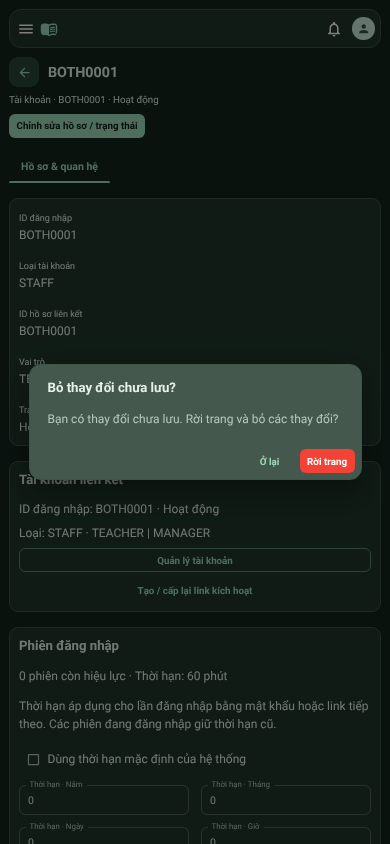 BOTH0001
Tài khoản · BOTH0001 · Hoạt động
Chỉnh sửa hồ sơ / trạng thái
Hồ sơ & quan hệ
ID đăng nhập
BOTH0001
Loại tài khoản
STAFF
ID hồ sơ liên kết
BOTH0001
Vai trò
Bỏ thay đổi chưa lưu?
Bạn có thay đổi chưa lưu. Rời trang và bỏ các thay đổi?
Ở lại
Rời trang
Tài khoản liên kết
ID đăng nhập: BOTH0001 · Hoạt động
Loại: STAFF · TEACHER | MANAGER
Quản lý tài khoản
Tạo / cấp lại link kích hoạt
Phiên đăng nhập
0 phiên còn hiệu lực · Thời hạn: 60 phút
Thời hạn áp dụng cho lần đăng nhập bằng mật khẩu hoặc link tiếp
theo. Các phiên đang đăng nhập giữ thời hạn cũ.
Dùng thời hạn mặc định của hệ thống
Thời hạn · Năm
0
Thời hạn · Tháng
0
Thời hạn · Ngày
0
Thời hạn · Giờ
0